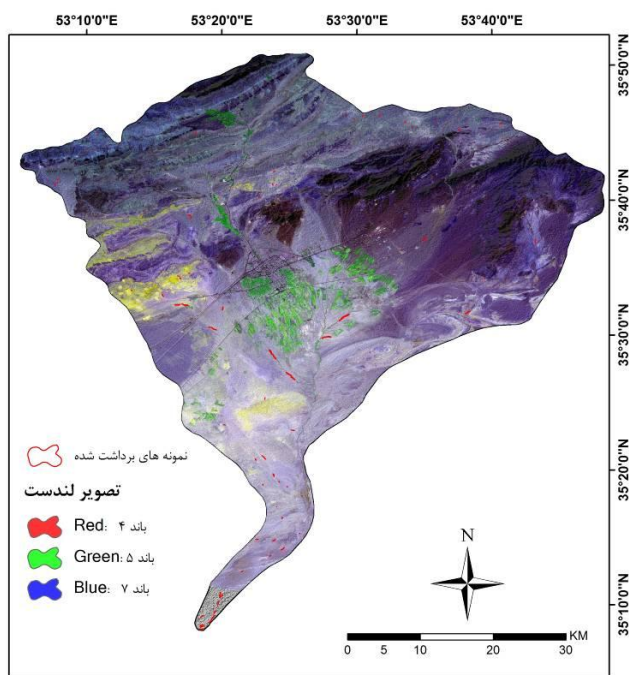 53°10'0"E 53°20'0"E 53°30'0"E 53°40'0"E
35°50'0"N
35°40'0"N
35°30'0"N
35°20'0"N
35°10'0"N
نمونه های برداشت شده
تصویر لندست
Red: باند ۴
Green: باند ۵
Blue: باند ۷
N
0 5 10 20 30 KM